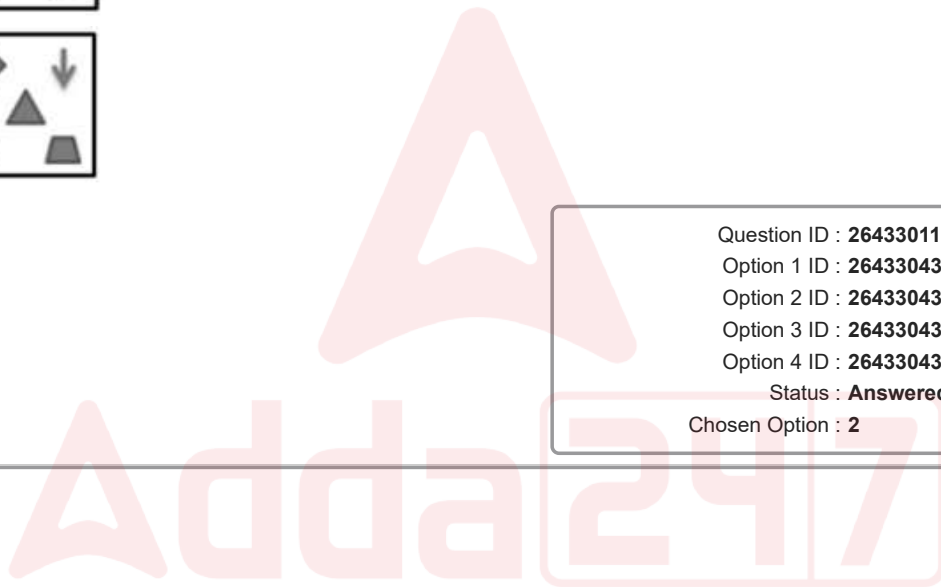 Question ID : 26433011
Option 1 ID : 26433043
Option 2 ID : 26433043
Option 3 ID : 26433043
Option 4 ID : 26433043
Status : Answered
Chosen Option : 2
Adda247